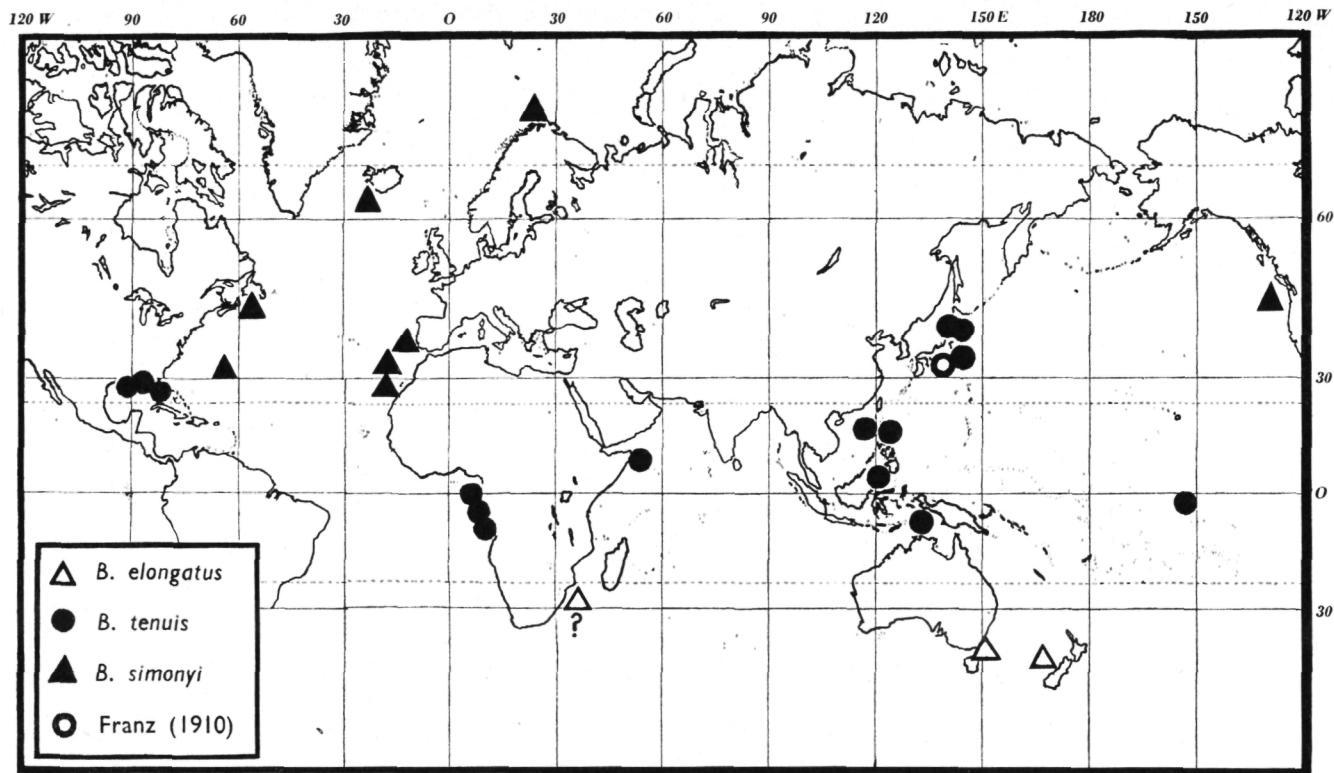 120 W 90 60 30 O 30 60 90 120 150 E 180 150 120 W
60
30
O
30
?
B. elongatus
B. tenuis
B. simonyi
Franz (1910)